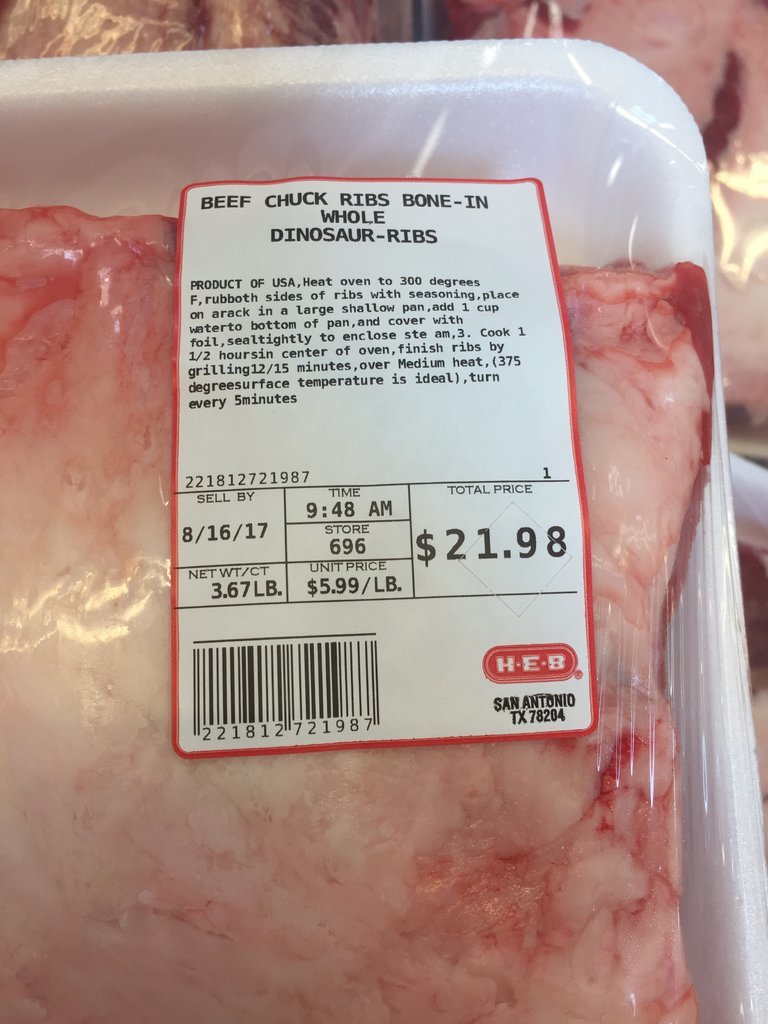 BEEF CHUCK RIBS BONE-IN
WHOLE
DINOSAUR-RIBS
PRODUCT OF USA,Heat oven to 300 degrees
F,rubboth sides of ribs with seasoning,place
on arack in a large shallow pan,add 1 cup
waterto bottom of pan,and cover with
foil,sealtightly to enclose ste am,3. Cook 1
1/2 hoursin center of oven,finish ribs by
grilling12/15 minutes,over Medium heat,(375
degreesurface temperature is ideal),turn
every 5minutes
221812721987 1
SELL BY
8/16/17
TIME
9:48 AM
STORE
696
TOTAL PRICE
$21.98
NET WT/CT
3.67LB.
UNIT PRICE
$5.99/LB.
221812 721987
H-E-B®
SAN ANTONIO
TX 78204